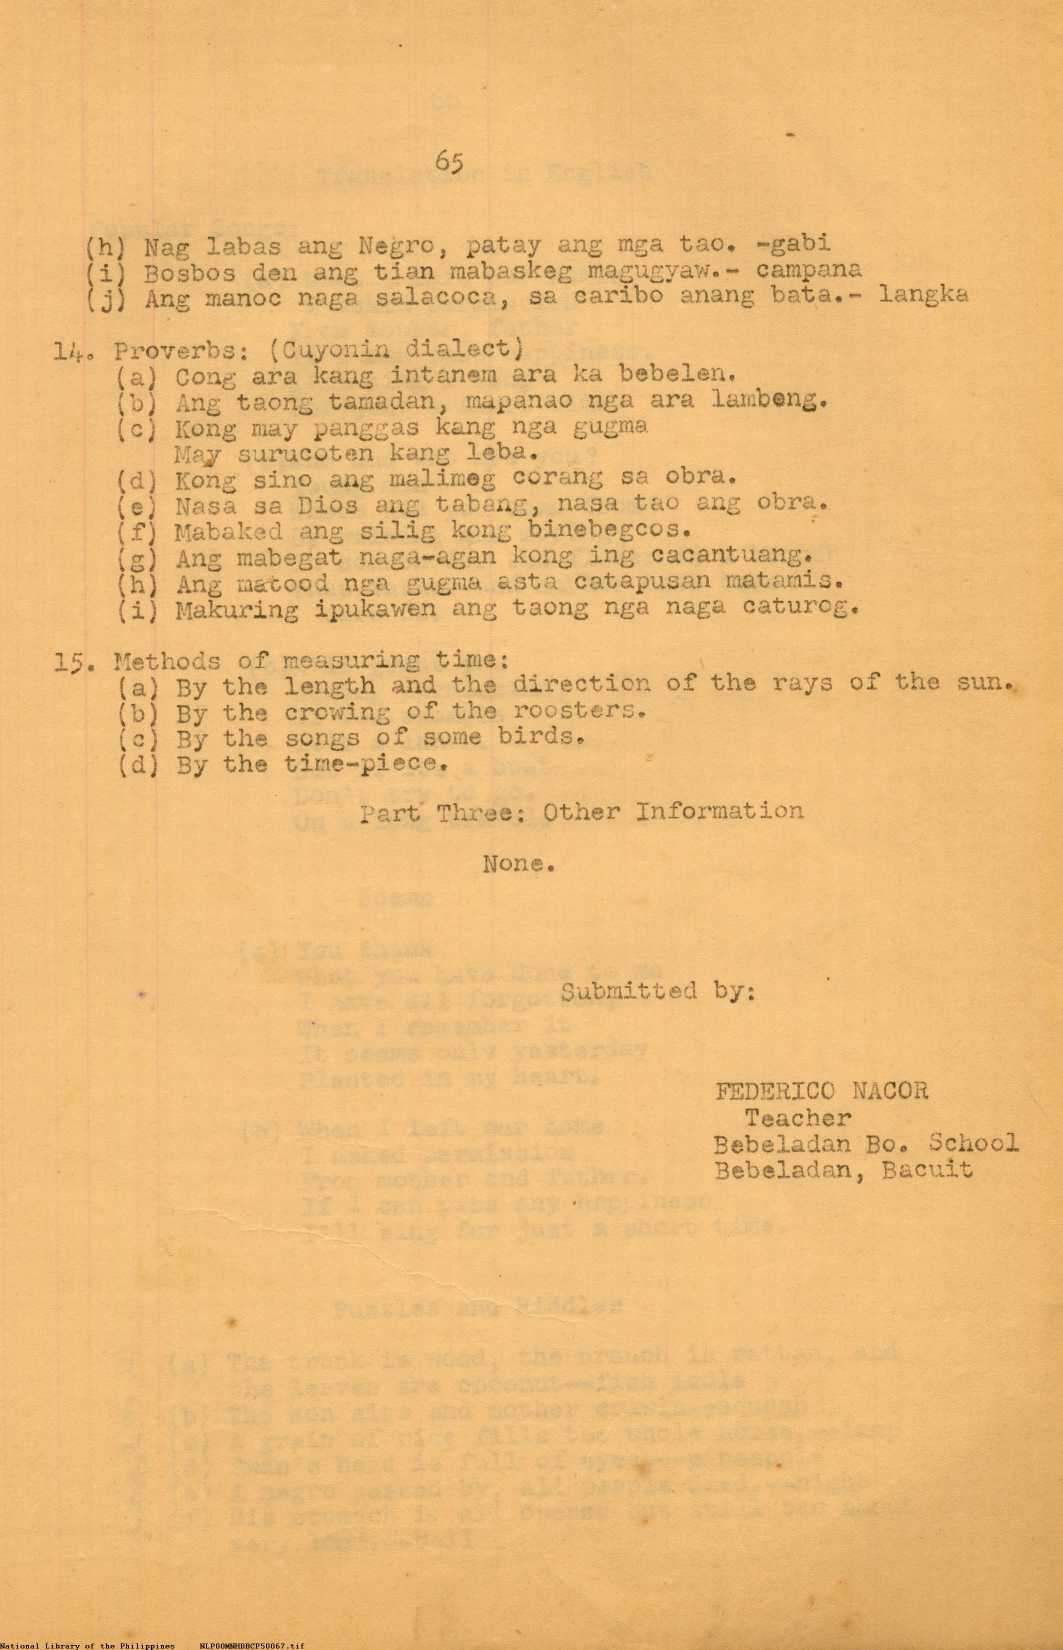 65
(h) Nag labas ang Negro, patay ang mga tao. -gabi
(i) Bosbos den ang tian mabaskeg magugyaw.- campana
(j) Ang manoc naga salacoca, sa caribo anang bata.- langka
14. Proverbs: (Cuyonin dialect)
(a) Cong ara kang intanem ara ka bebelen.
(b) Ang taong tamadan, mapanao nga ara lambeng.
(c) Kong may panggas kang nga gugma
May surucoten kang leba.
(d) Kong sino ang malimeg corang sa obra.
(e) Nasa sa Dios ang tabang, nasa tao ang obra.
(f) Mabaked ang silig kong binebegcos.
(g) Ang mabegat naga-agan kong ing cacantuang.
(h) Ang matood nga gugma asta catapusan matamis.
(i) Makuring ipukawen ang taong nga naga caturog.
15. Methods of measuring time:
(a) By the length and the direction of the rays of the sun.
(b) By the crowing of the roosters.
(c) By the songs of some birds.
(d) By the time-piece.
Part Three: Other Information
None.
Submitted by:
FEDERICO NACOR
Teacher
Bebeladan Bo. School
Bebeladan, Bacuit
National Library of the Philippines NLP00MNHDBCP50067.tif